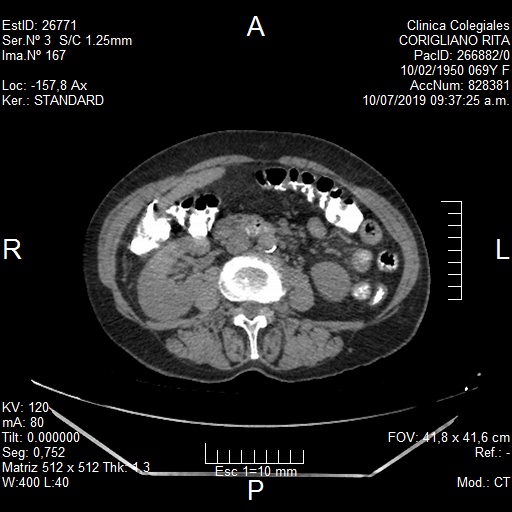 EstID: 26771
Ser.Nº 3 S/C 1.25mm
Ima.Nº 167
Loc: -157,8 Ax
Ker.: STANDARD
A
Clinica Colegiales
CORIGLIANO RITA
PacID: 266882/0
10/02/1950 069Y F
AccNum: 828381
10/07/2019 09:37:25 a.m.
R
L
KV: 120
mA: 80
Tilt: 0.000000
Seg: 0,752
Matriz 512 x 512 Thk: 1.3
W:400 L:40
Esc 1=10 mm
P
FOV: 41,8 x 41,6 cm
Ref.: -
Mod.: CT